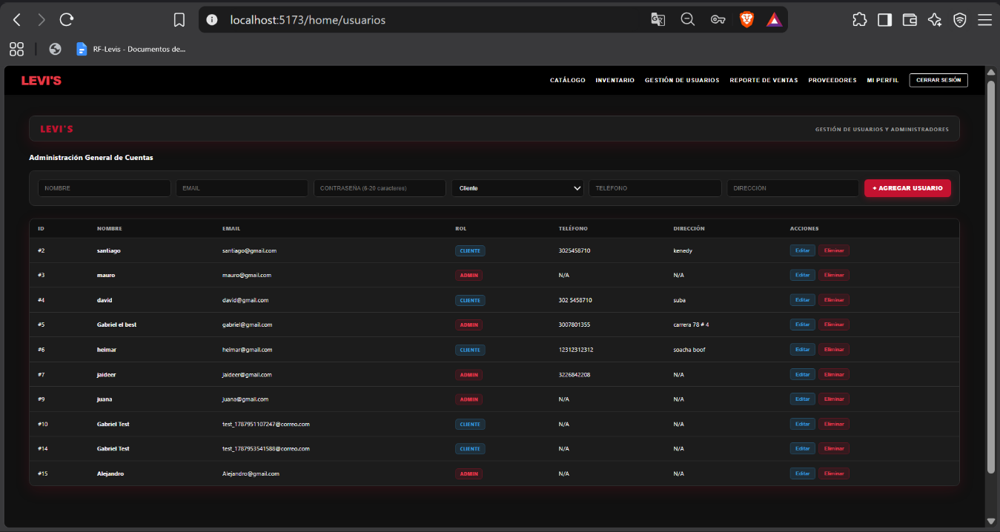 localhost:5173/home/usuarios
RF-Levis - Documentos de...
LEVI'S
CATÁLOGO INVENTARIO GESTIÓN DE USUARIOS REPORTE DE VENTAS PROVEEDORES MI PERFIL CERRAR SESIÓN
LEVI'S GESTIÓN DE USUARIOS Y ADMINISTRADORES
Administración General de Cuentas
NOMBRE EMAIL CONTRASEÑA (6-20 caracteres) Cliente TELÉFONO DIRECCIÓN + AGREGAR USUARIO
ID NOMBRE EMAIL ROL TELÉFONO DIRECCIÓN ACCIONES
#2 santiago santiago@gmail.com CLIENTE 3025458710 kenedy Editar Eliminar
#3 mauro mauro@gmail.com ADMIN N/A N/A Editar Eliminar
#4 david david@gmail.com CLIENTE 302 5458710 suba Editar Eliminar
#5 Gabriel el best gabriel@gmail.com ADMIN 3007801355 carrera 78 # 4 Editar Eliminar
#6 heimar heimar@gmail.com CLIENTE 12312312312 soacha boof Editar Eliminar
#7 jaideer jaideer@gmail.com ADMIN 3226842208 N/A Editar Eliminar
#9 juana juana@gmail.com ADMIN N/A N/A Editar Eliminar
#10 Gabriel Test test_1787951107247@correo.com CLIENTE N/A N/A Editar Eliminar
#14 Gabriel Test test_1787953541588@correo.com CLIENTE N/A N/A Editar Eliminar
#15 Alejandro Alejandro@gmail.com ADMIN N/A N/A Editar Eliminar